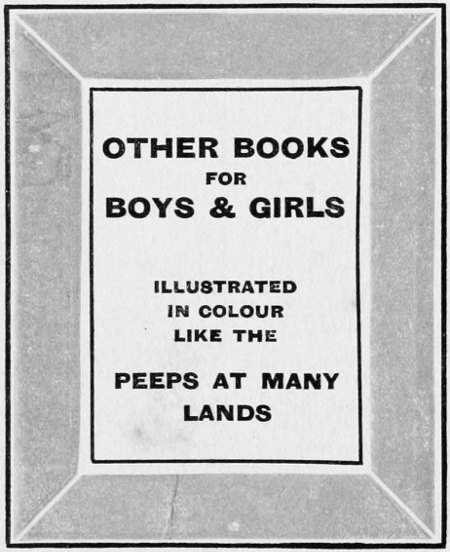 OTHER BOOKS
FOR
BOYS & GIRLS
ILLUSTRATED
IN COLOUR
LIKE THE
PEEPS AT MANY
LANDS